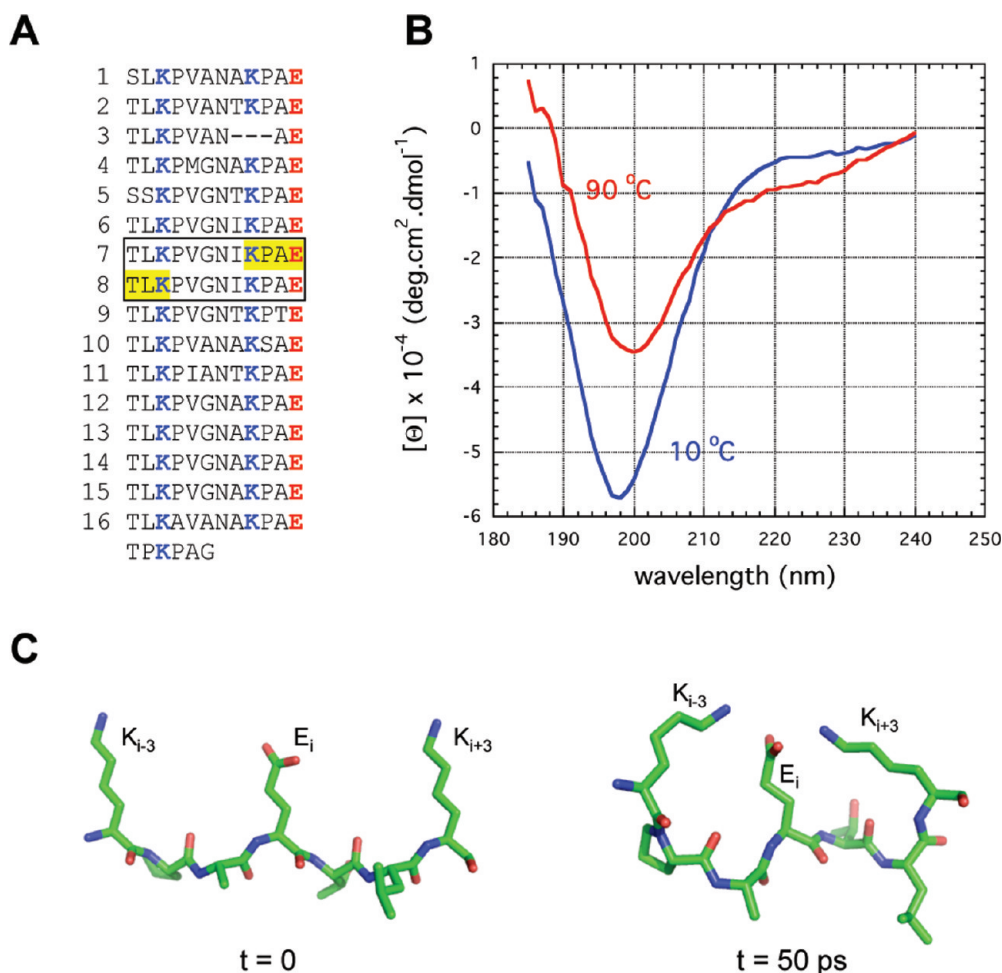 A
1 SLKPVANAKPAE
2 TLKPVANTKPAE
3 TLKPVAN---AE
4 TLKPMGNAKPAE
5 SSKPVGNTKPAE
6 TLKPVGNIKPAE
7 TLKPVGNIKPAE
8 TLKPVGNIKPAE
9 TLKPVGNTKPTE
10 TLKPVANAKSAE
11 TLKPIANTKPAE
12 TLKPVGNAKPAE
13 TLKPVGNAKPAE
14 TLKPVGNAKPAE
15 TLKPVGNAKPAE
16 TLKAVANAKPAE
TPKPAG
B
[Θ] x 10⁻⁴ (deg.cm².dmol⁻¹)
1
0
-1
-2
-3
-4
-5
-6
90 °C
10 °C
180 190 200 210 220 230 240 250
wavelength (nm)
C
Kᵢ₋₃
Eᵢ
Kᵢ₊₃
t = 0
Kᵢ₋₃
Eᵢ
Kᵢ₊₃
t = 50 ps